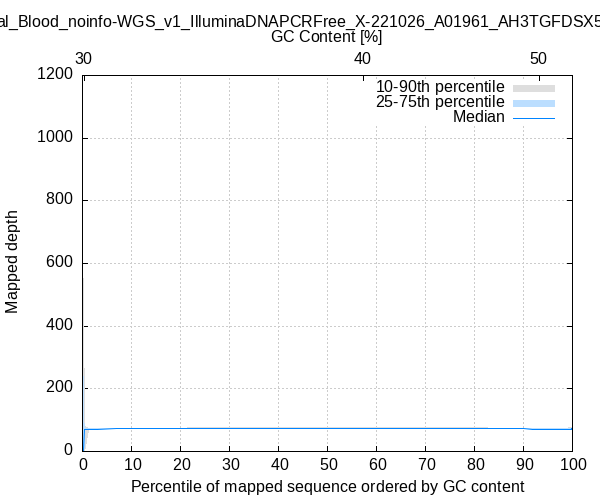 al_Blood_noinfo-WGS_v1_IlluminaDNAPCRFree_X-221026_A01961_AH3TGFDSX5
GC Content [%]
30 40 50
1200
1000
800
600
400
200
0
10-90th percentile
25-75th percentile
Median
Mapped depth
0 10 20 30 40 50 60 70 80 90 100
Percentile of mapped sequence ordered by GC content